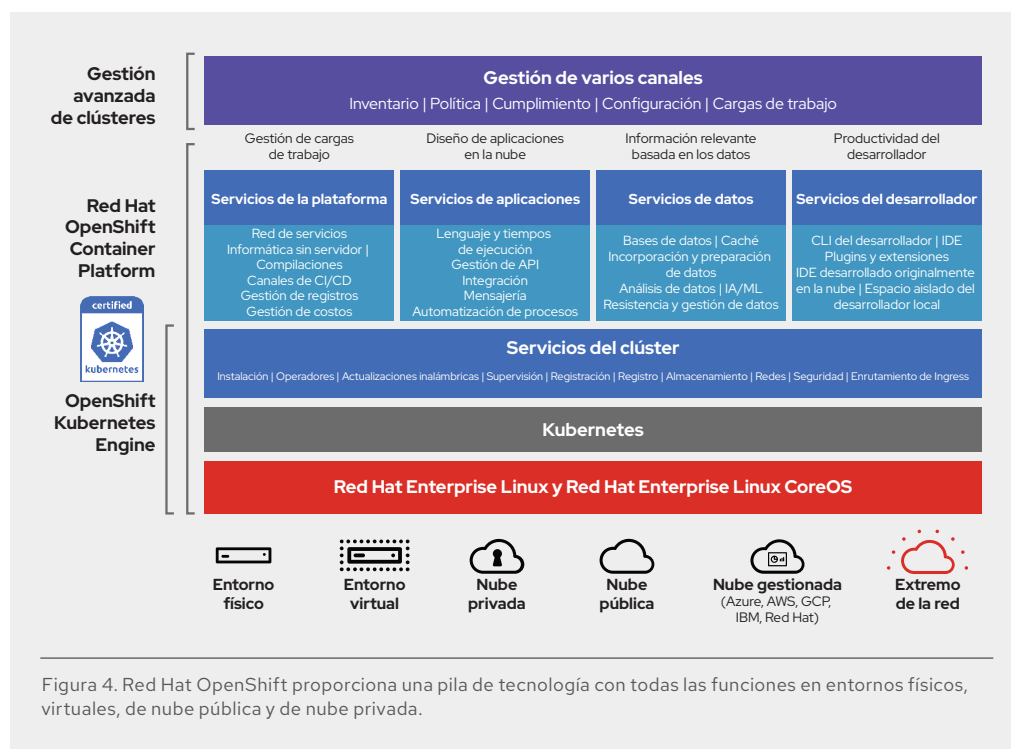 Gestión
avanzada
de clústeres
Gestión de varios canales
Inventario | Política | Cumplimiento | Configuración | Cargas de trabajo
Gestión de cargas
de trabajo
Diseño de aplicaciones
en la nube
Información relevante
basada en los datos
Productividad del
desarrollador
Red Hat
OpenShift
Container
Platform
Servicios de la plataforma
Red de servicios
Informática sin servidor |
Compilaciones
Canales de CI/CD
Gestión de registros
Gestión de costos
Servicios de aplicaciones
Lenguaje y tiempos
de ejecución
Gestión de API
Integración
Mensajería
Automatización de procesos
Servicios de datos
Bases de datos | Caché
Incorporación y preparación
de datos
Análisis de datos | IA/ML
Resistencia y gestión de datos
Servicios del desarrollador
CLI del desarrollador | IDE
Plugins y extensiones
IDE desarrollado originalmente
en la nube | Espacio aislado del
desarrollador local
certified
kubernetes
OpenShift
Kubernetes
Engine
Servicios del clúster
Instalación | Operadores | Actualizaciones inalámbricas | Supervisión | Registración | Registro | Almacenamiento | Redes | Seguridad | Enrutamiento de Ingress
Kubernetes
Red Hat Enterprise Linux y Red Hat Enterprise Linux CoreOS
Entorno
físico
Entorno
virtual
Nube
privada
Nube
pública
Nube gestionada
(Azure, AWS, GCP,
IBM, Red Hat)
Extremo
de la red
Figura 4. Red Hat OpenShift proporciona una pila de tecnología con todas las funciones en entornos físicos,
virtuales, de nube pública y de nube privada.